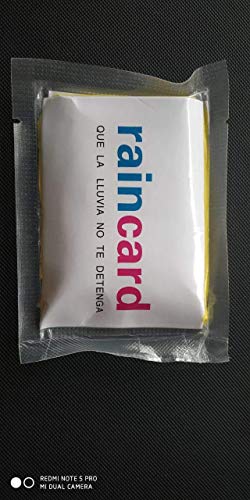 raincard
QUE LA LLUVIA NO TE DETENGA
REDMI NOTE 5 PRO
MI DUAL CAMERA